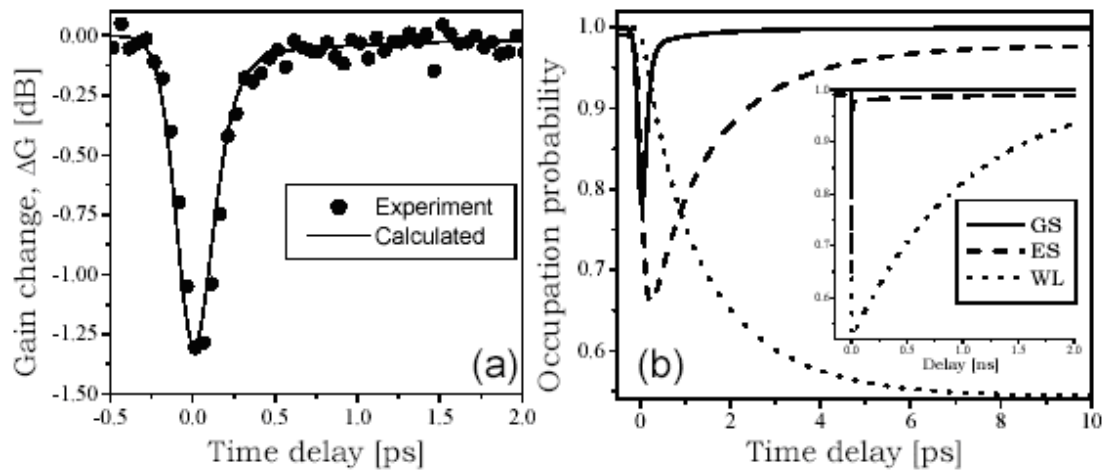 0.00
-0.25
-0.50
-0.75
-1.00
-1.25
-1.50
Gain change, ΔG [dB]
Experiment
Calculated
(a)
-0.5 0.0 0.5 1.0 1.5 2.0
Time delay [ps]
1.0
0.9
0.8
0.7
0.6
Occupation probability
(b)
0 2 4 6 8 10
Time delay [ps]
1.0
0.9
0.8
0.7
0.6
GS
ES
WL
0.0 0.5 1.0 1.5 2.0
Delay [ns]